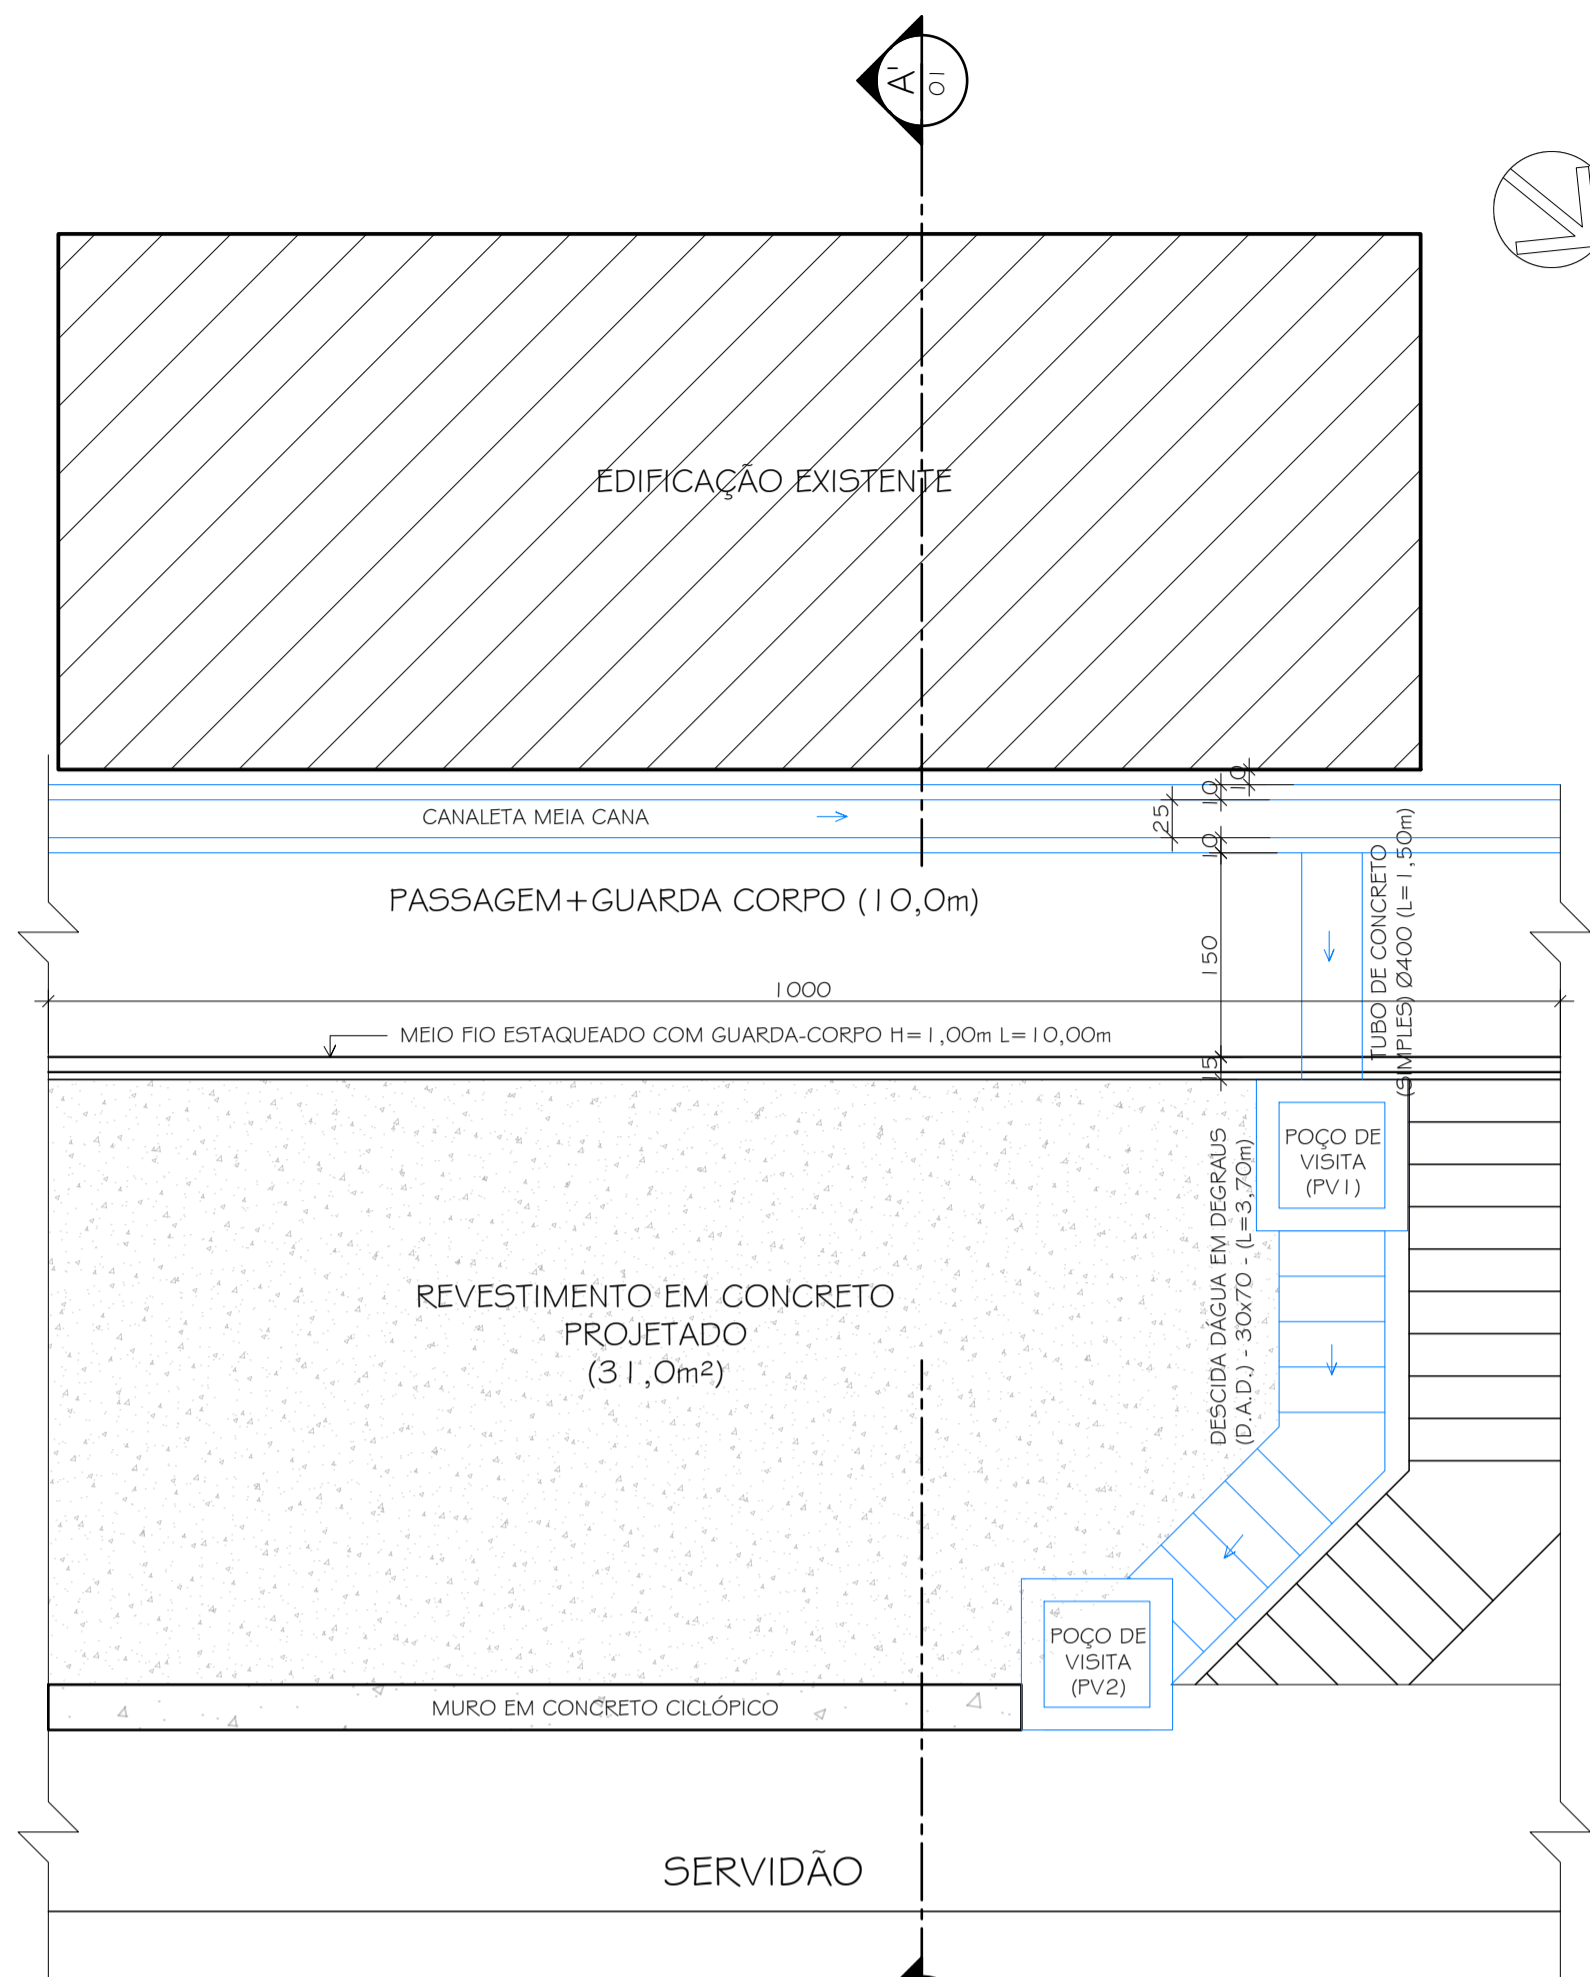 A'
01
EDIFICAÇÃO EXISTENTE
10
10
CANALETA MEIA CANA
25
10
PASSAGEM+GUARDA CORPO (10,0m)
TUBO DE CONCRETO
(SIMPLES) Ø400 (L=1,50m)
150
1000
MEIO FIO ESTAQUEADO COM GUARDA-CORPO H=1,00m L=10,00m
15
POÇO DE
VISITA
(PV1)
DESCIDA DÁGUA EM DEGRAUS
(D.A.D.) - 30x70 - (L=3,70m)
REVESTIMENTO EM CONCRETO
PROJETADO
(31,0m²)
POÇO DE
VISITA
(PV2)
MURO EM CONCRETO CICLÓPICO
SERVIDÃO